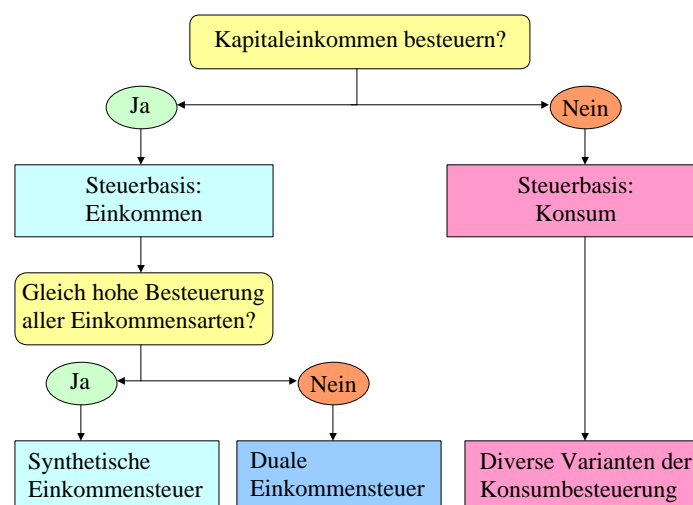 Kapitaleinkommen besteuern?
Ja
Nein
Steuerbasis:
Einkommen
Steuerbasis:
Konsum
Gleich hohe Besteuerung
aller Einkommensarten?
Ja
Nein
Synthetische
Einkommensteuer
Duale
Einkommensteuer
Diverse Varianten der
Konsumbesteuerung